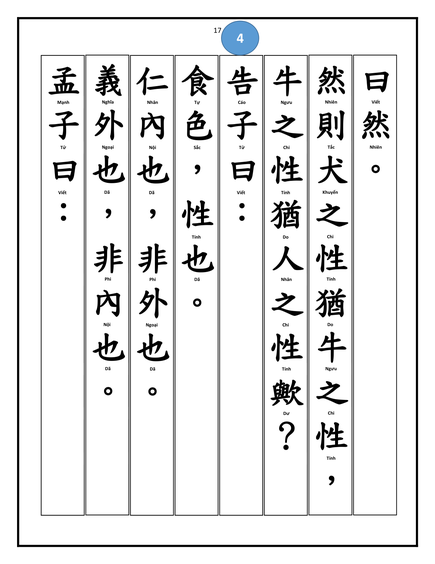 17
4
曰然。
Viết Nhiên
然則犬之性猶牛之性，
Nhiên Tắc Khuyển Chi Tính Do Ngưu Chi Tính
牛之性猶人之性歟？
Ngưu Chi Tính Do Nhân Chi Tính Dư
告子曰：
Cáo Tử Viết
食色，性也。
Tự Sắc Tính Dã
仁內也，非外也。
Nhân Nội Dã Phi Ngoại Dã
義外也，非內也。
Nghĩa Ngoại Dã Phi Nội Dã
孟子曰：
Mạnh Tử Viết